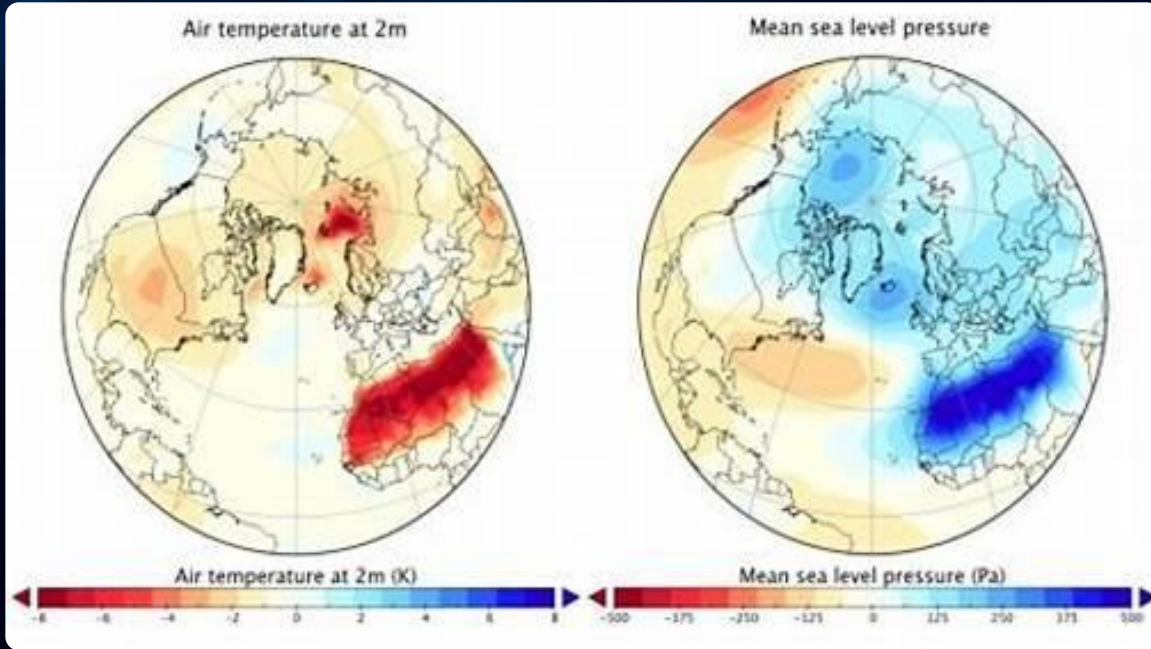 Air temperature at 2m
Mean sea level pressure
Air temperature at 2m (K)
-8 -6 -4 -2 0 2 4 6 8
Mean sea level pressure (Pa)
-500 -375 -250 -125 0 125 250 375 500